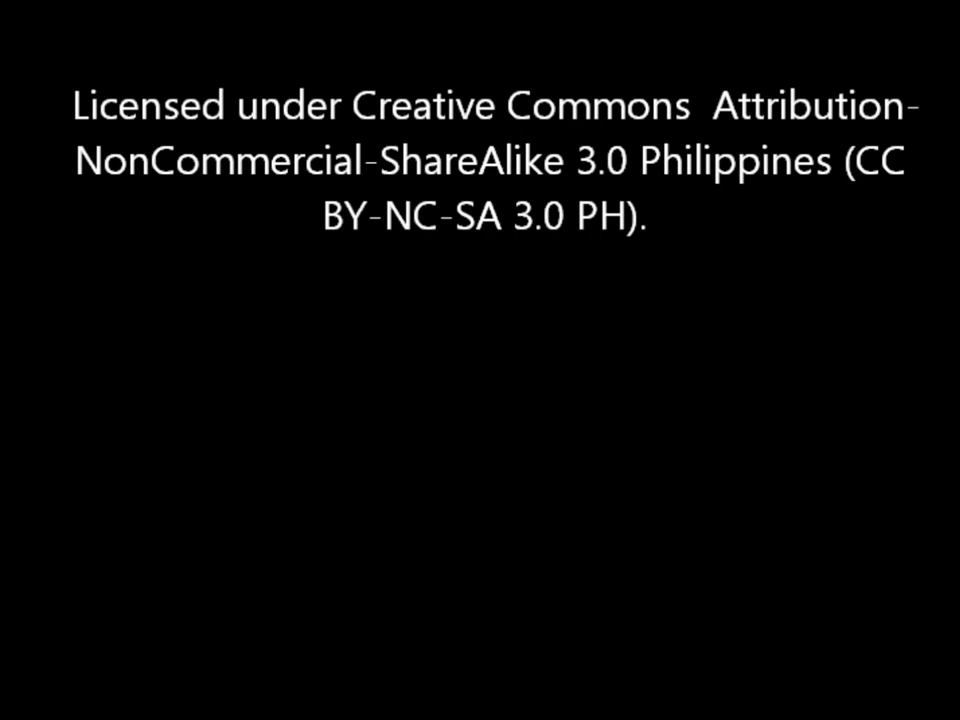 Licensed under Creative Commons  Attribution-
NonCommercial-ShareAlike 3.0 Philippines (CC
BY-NC-SA 3.0 PH).